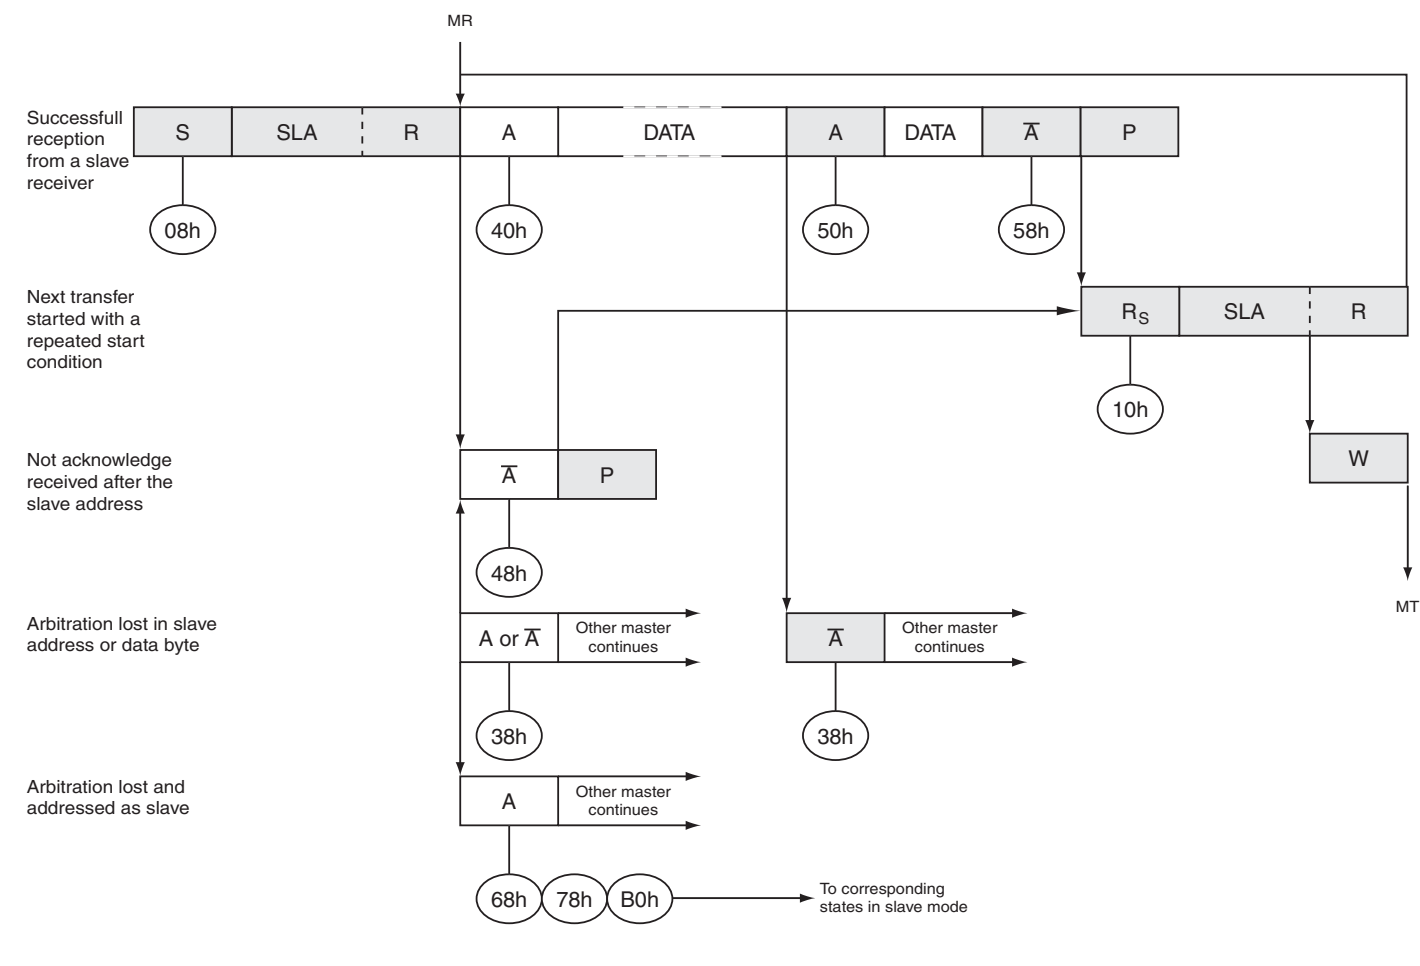 MR
Successfull
reception
from a slave
receiver
S SLA R A DATA A DATA A̅ P
08h 40h 50h 58h
Next transfer
started with a
repeated start
condition
RS SLA R
10h
Not acknowledge
received after the
slave address
A̅ P
W
48h
MT
Arbitration lost in slave
address or data byte
A or A̅ Other master
continues
A̅ Other master
continues
38h 38h
Arbitration lost and
addressed as slave
A Other master
continues
68h 78h B0h To corresponding
states in slave mode